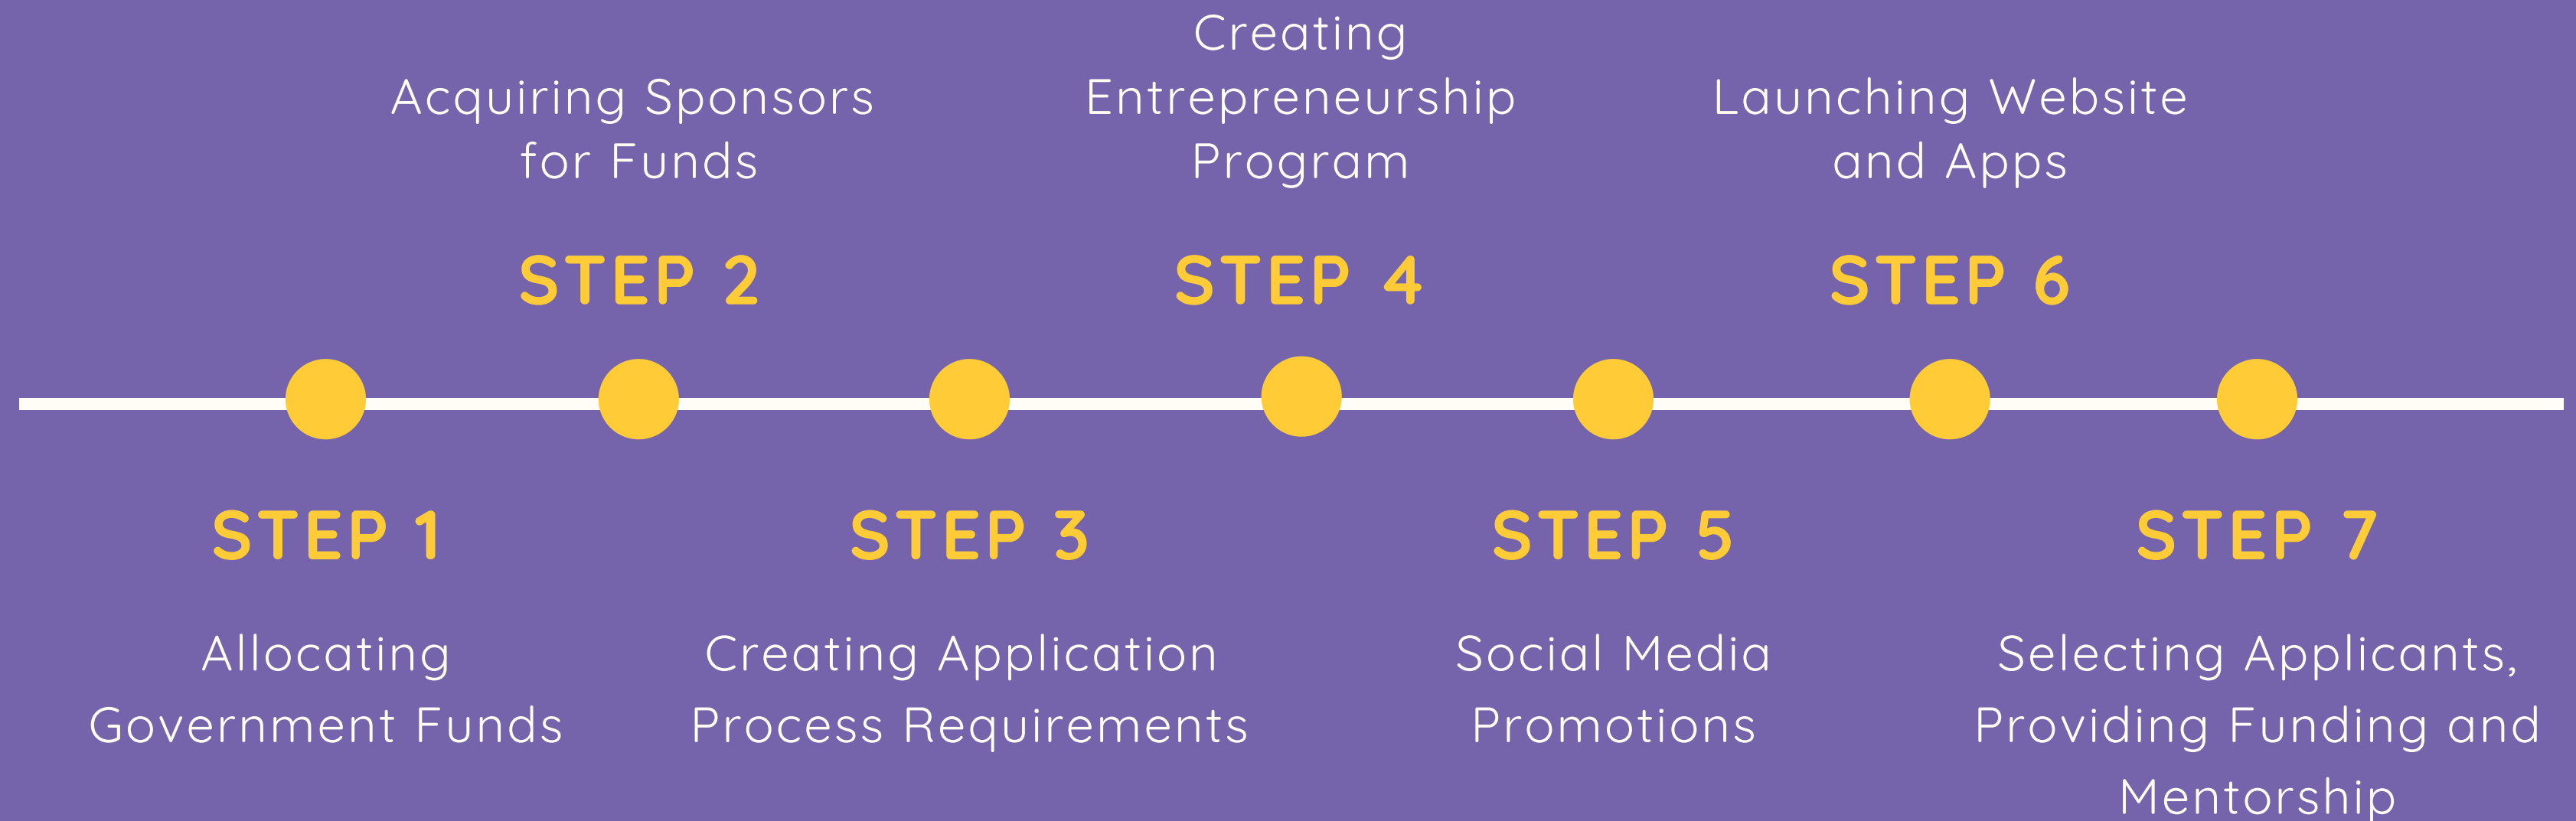 STEP 1
Allocating
Government Funds
Acquiring Sponsors
for Funds
STEP 2
STEP 3
Creating Application
Process Requirements
Creating
Entrepreneurship
Program
STEP 4
STEP 5
Social Media
Promotions
Launching Website
and Apps
STEP 6
STEP 7
Selecting Applicants,
Providing Funding and
Mentorship